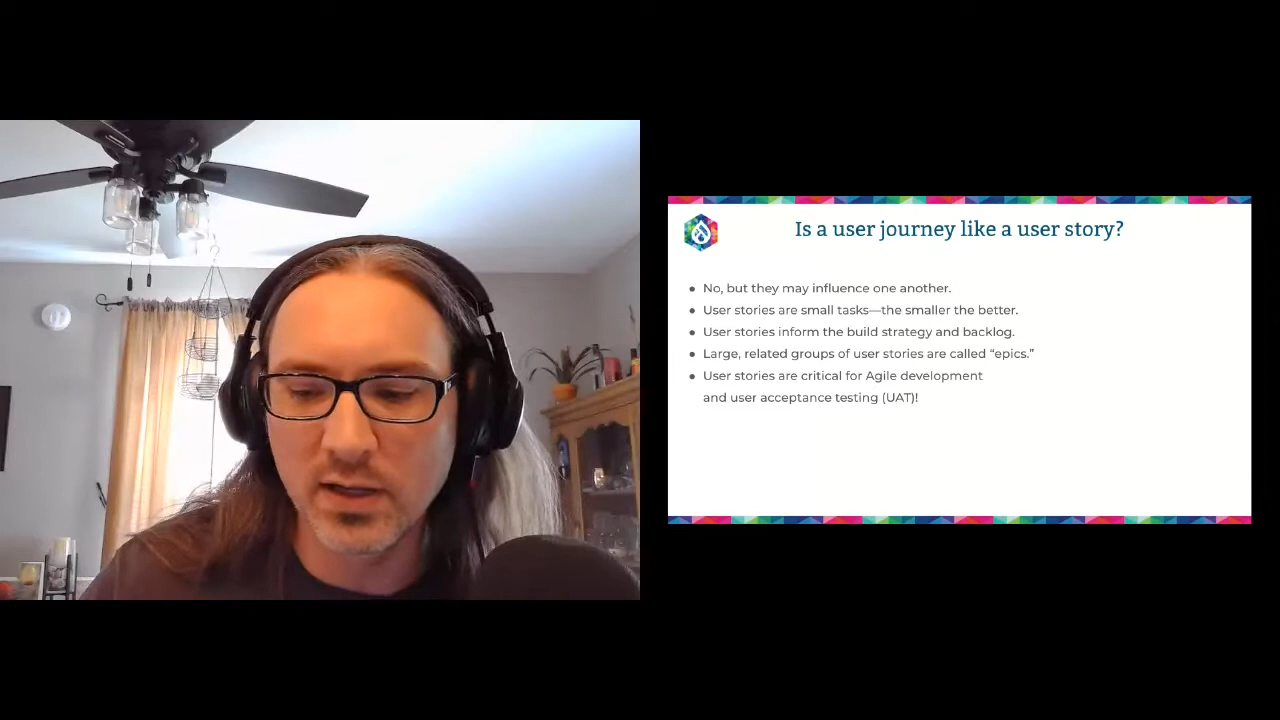 Is a user journey like a user story?
● No, but they may influence one another.
● User stories are small tasks—the smaller the better.
● User stories inform the build strategy and backlog.
● Large, related groups of user stories are called “epics.”
● User stories are critical for Agile development
and user acceptance testing (UAT)!